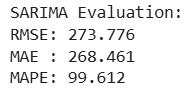 SARIMA Evaluation:
RMSE: 273.776
MAE : 268.461
MAPE: 99.612